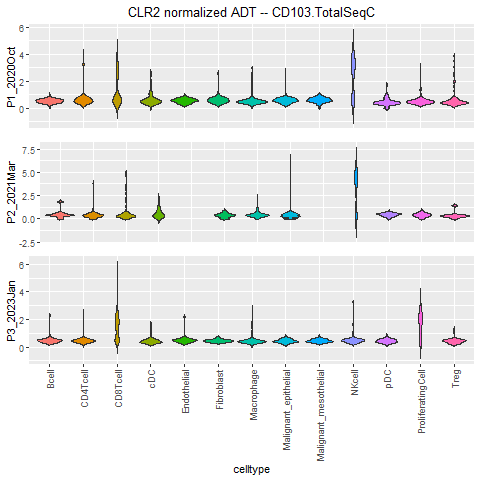 CLR2 normalized ADT -- CD103.TotalSeqC
P1_2020Oct
6
4
2
0
P2_2021Mar
7.5
5.0
2.5
0.0
-2.5
P3_2023Jan
6
4
2
0
Bcell
CD4Tcell
CD8Tcell
cDC
Endothelial
Fibroblast
Macrophage
Malignant_epithelial
Malignant_mesothelial
NKcell
pDC
ProliferatingCell
Treg
celltype